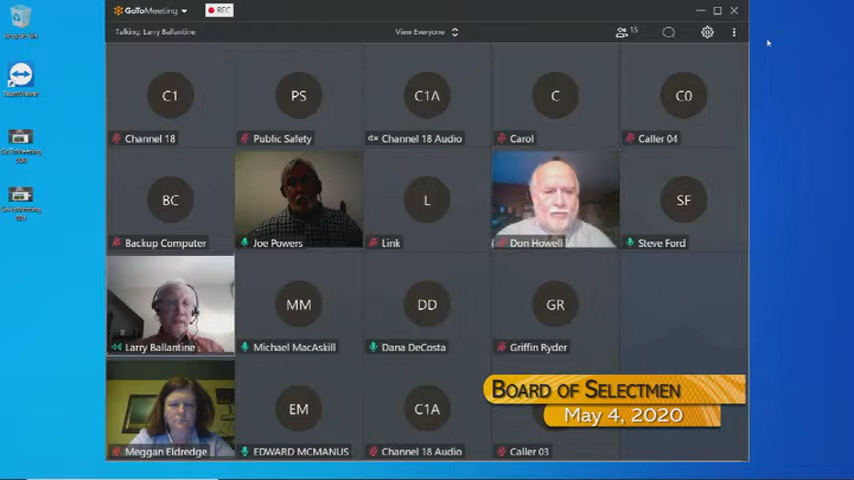 GoToMeeting
REC
Talking: Larry Ballantine
View Everyone
15
C1
PS
C1A
C
C0
Channel 18
Public Safety
Channel 18 Audio
Carol
Caller 04
BC
L
SF
Backup Computer
Joe Powers
Link
Don Howell
Steve Ford
MM
DD
GR
Larry Ballantine
Michael MacAskill
Dana DeCosta
Griffin Ryder
EM
C1A
Board of Selectmen
May 4, 2020
Meggan Eldredge
EDWARD MCMANUS
Channel 18 Audio
Caller 03